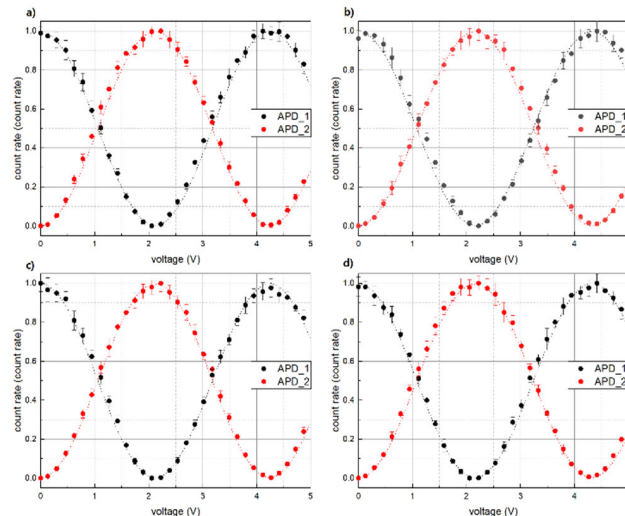 a)
count rate (count rate)
1.0
0.8
0.6
0.4
0.2
0.0
APD_1
APD_2
0 1 2 3 4 5
voltage (V)
b)
count rate (count rate)
1.0
0.8
0.6
0.4
0.2
0.0
APD_1
APD_2
0 1 2 3 4
voltage (V)
c)
count rate (count rate)
1.0
0.8
0.6
0.4
0.2
0.0
APD_1
APD_2
0 1 2 3 4 5
voltage (V)
d)
count rate (count rate)
1.0
0.8
0.6
0.4
0.2
0.0
APD_1
APD_2
0 1 2 3 4
voltage (V)